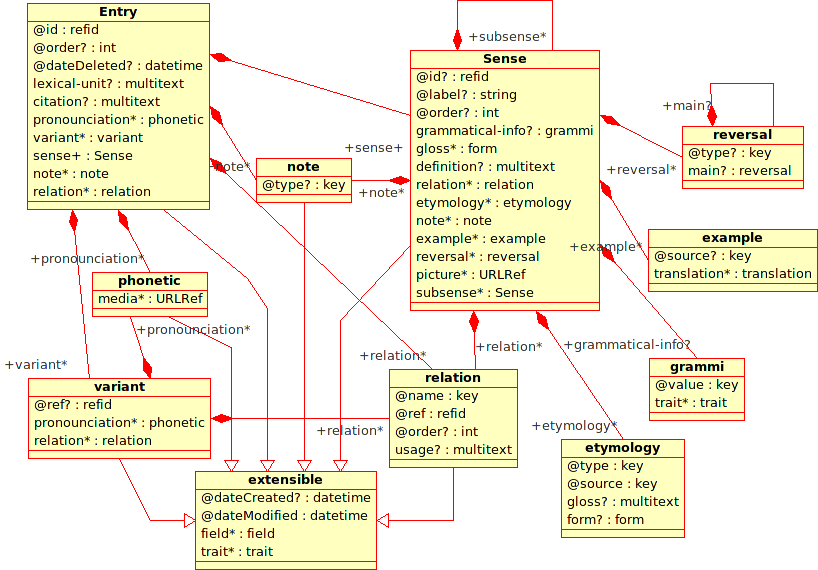 Entry
@id : refid
@order? : int
@dateDeleted? : datetime
lexical-unit? : multitext
citation? : multitext
pronounciation* : phonetic
variant* : variant
sense+ : Sense
note* : note
relation* : relation
+subsense*
Sense
@id? : refid
@label? : string
@order? : int
grammatical-info? : grammi
gloss* : form
definition? : multitext
relation* : relation
etymology* : etymology
note* : note
example* : example
reversal* : reversal
picture* : URLRef
subsense* : Sense
+main?
reversal
@type? : key
main? : reversal
+sense+
+note*
note
@type? : key
+note*
+reversal*
example
@source? : key
translation* : translation
+example*
+pronounciation*
phonetic
media* : URLRef
+pronounciation*
+grammatical-info?
grammi
@value : key
trait* : trait
+relation*
+relation*
+variant*
variant
@ref? : refid
pronounciation* : phonetic
relation* : relation
relation
@name : key
@ref : refid
@order? : int
usage? : multitext
+relation*
+etymology*
etymology
@type : key
@source : key
gloss? : multitext
form? : form
extensible
@dateCreated? : datetime
@dateModified : datetime
field* : field
trait* : trait